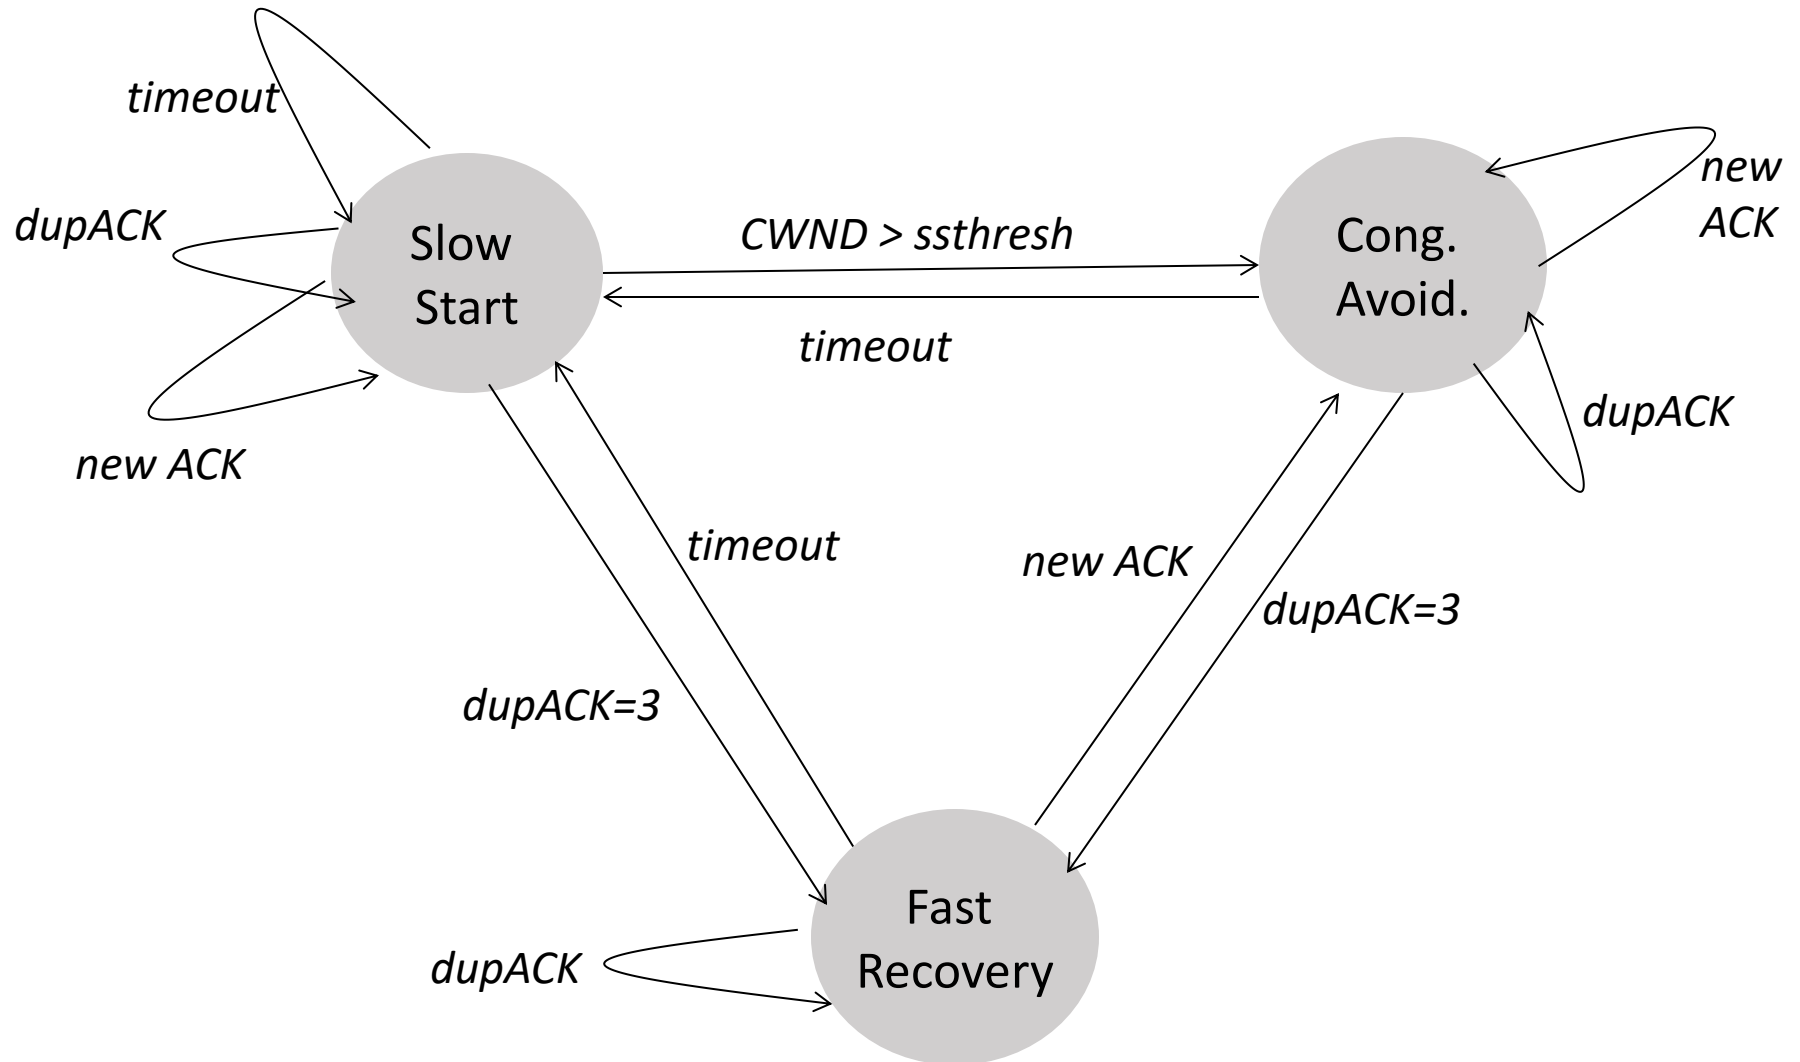 timeout
dupACK
Slow
Start
new ACK
CWND > ssthresh
timeout
Cong.
Avoid.
new
ACK
dupACK
timeout
new ACK
dupACK=3
dupACK=3
Fast
Recovery
dupACK